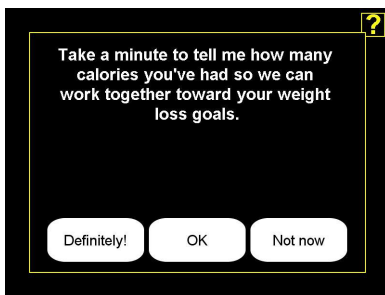 ?
Take a minute to tell me how many
calories you've had so we can
work together toward your weight
loss goals.
Definitely!
OK
Not now